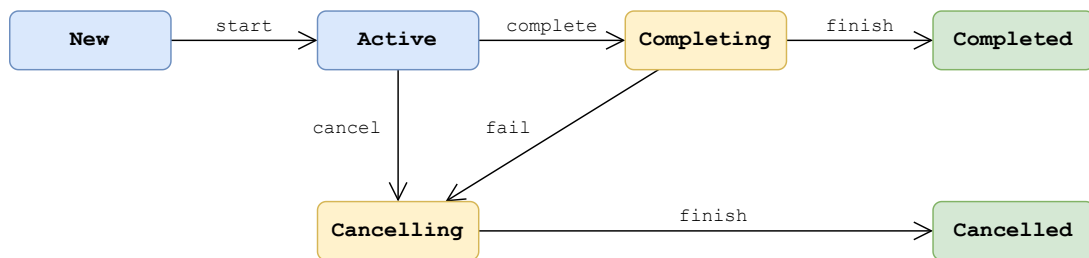 New
start
Active
complete
Completing
finish
Completed
cancel
fail
Cancelling
finish
Cancelled